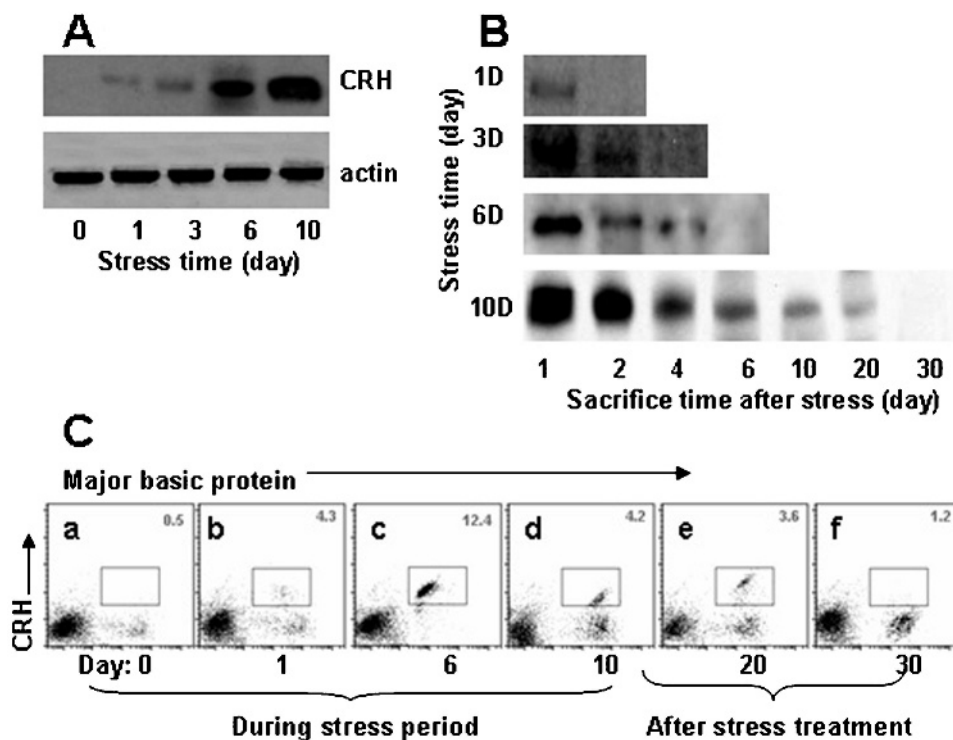 A
B
CRH
actin
0 1 3 6 10
Stress time (day)
Stress time (day)
1D
3D
6D
10D
1 2 4 6 10 20 30
Sacrifice time after stress (day)
C
Major basic protein
CRH
a 0.5 b 4.3 c 12.4 d 4.2 e 3.6 f 1.2
Day: 0 1 6 10 20 30
During stress period After stress treatment